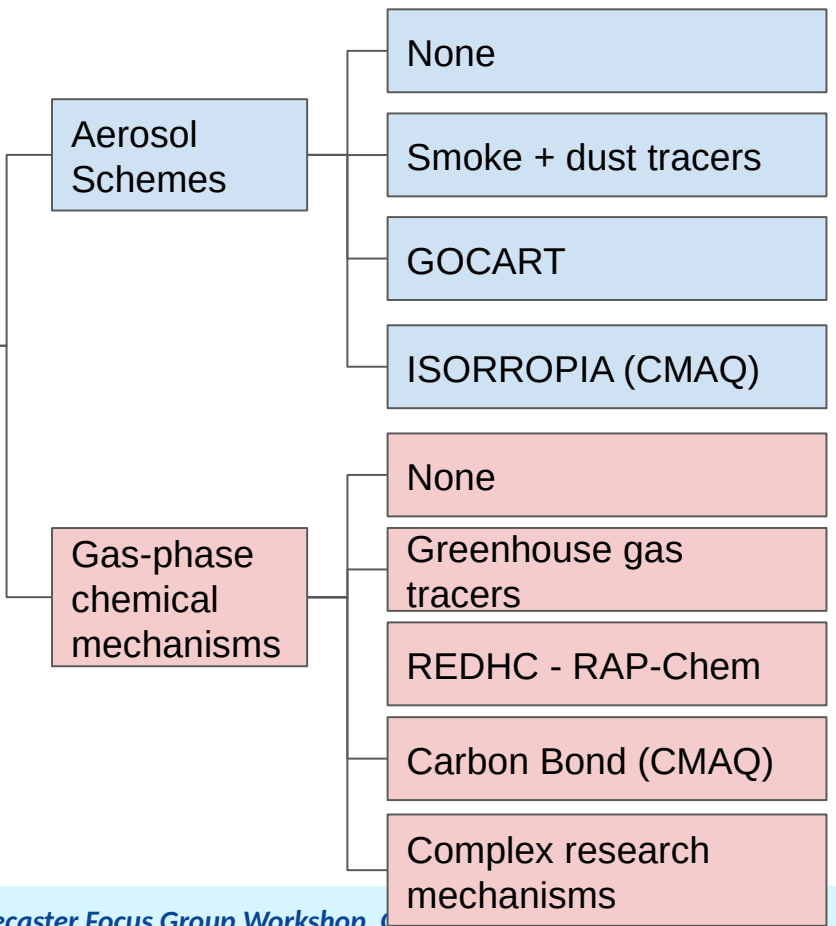 None
Aerosol
Schemes
Smoke + dust tracers
GOCART
ISORROPIA (CMAQ)
None
Gas-phase
chemical
mechanisms
Greenhouse gas
tracers
REDHC - RAP-Chem
Carbon Bond (CMAQ)
Complex research
mechanisms
Focus Group Workshop,